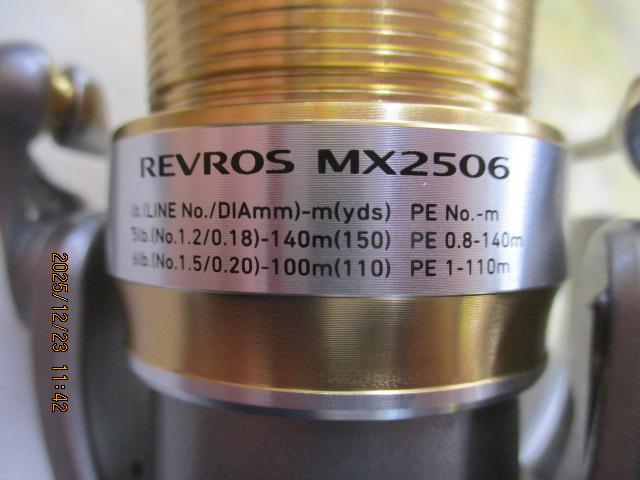 REVROS MX2506
lb.(LINE No./DIAmm)-m(yds) PE No.-m
5lb.(No.1.2/0.18)-140m(150) PE 0.8-140m
6lb.(No.1.5/0.20)-100m(110) PE 1-110m
2025/12/23 11:42